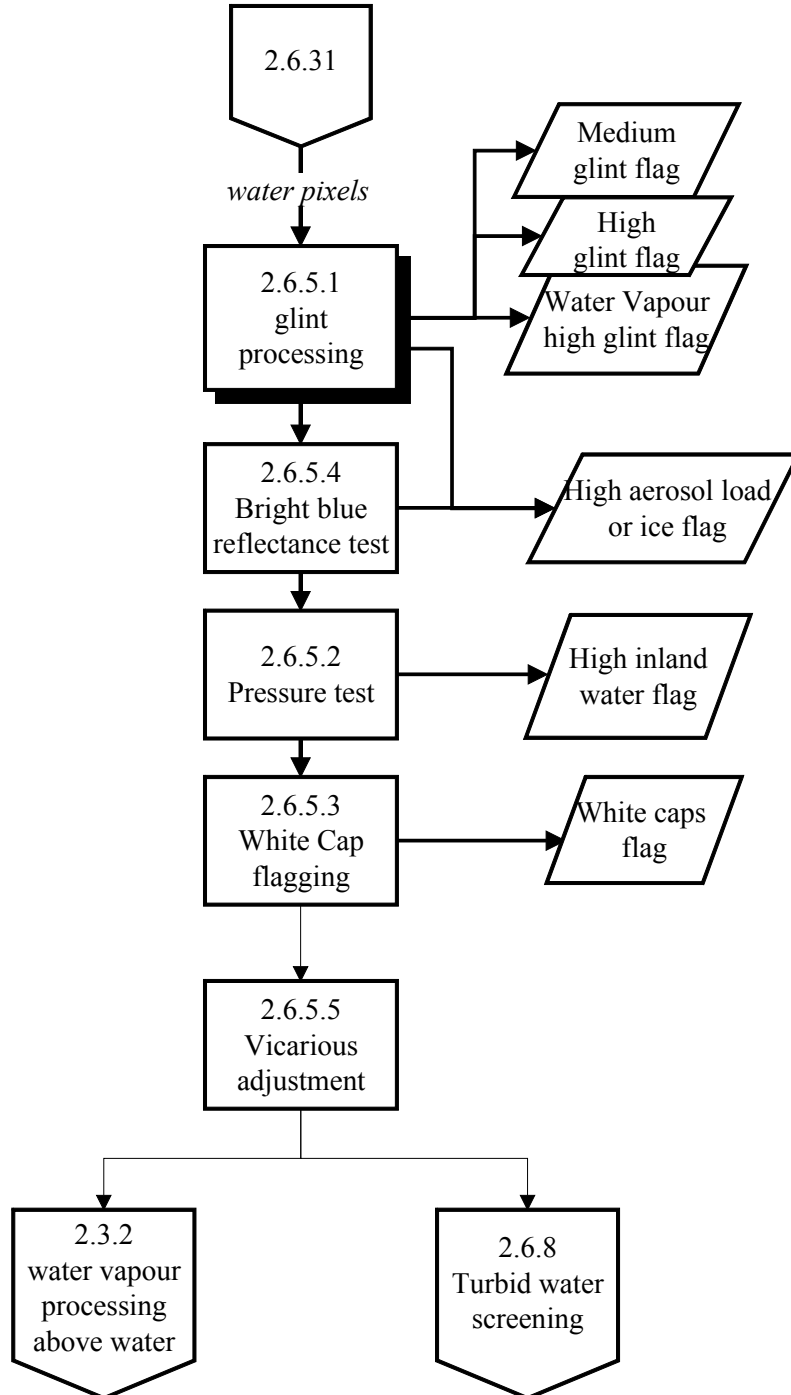 2.6.31
water pixels
Medium
glint flag
High
glint flag
Water Vapour
high glint flag
2.6.5.1
glint
processing
2.6.5.4
Bright blue
reflectance test
High aerosol load
or ice flag
2.6.5.2
Pressure test
High inland
water flag
2.6.5.3
White Cap
flagging
White caps
flag
2.6.5.5
Vicarious
adjustment
2.3.2
water vapour
processing
above water
2.6.8
Turbid water
screening